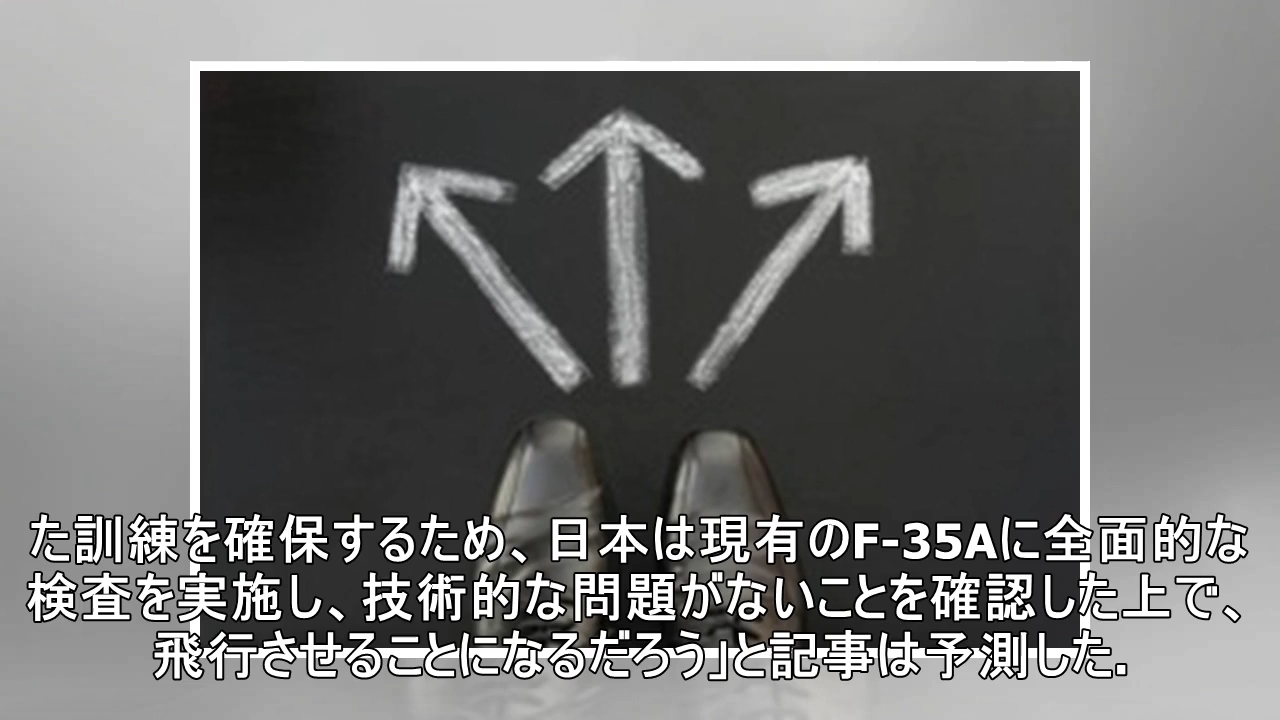 た訓練を確保するため、日本は現有のF-35Aに全面的な
検査を実施し、技術的な問題がないことを確認した上で、
飛行させることになるだろう」と記事は予測した.